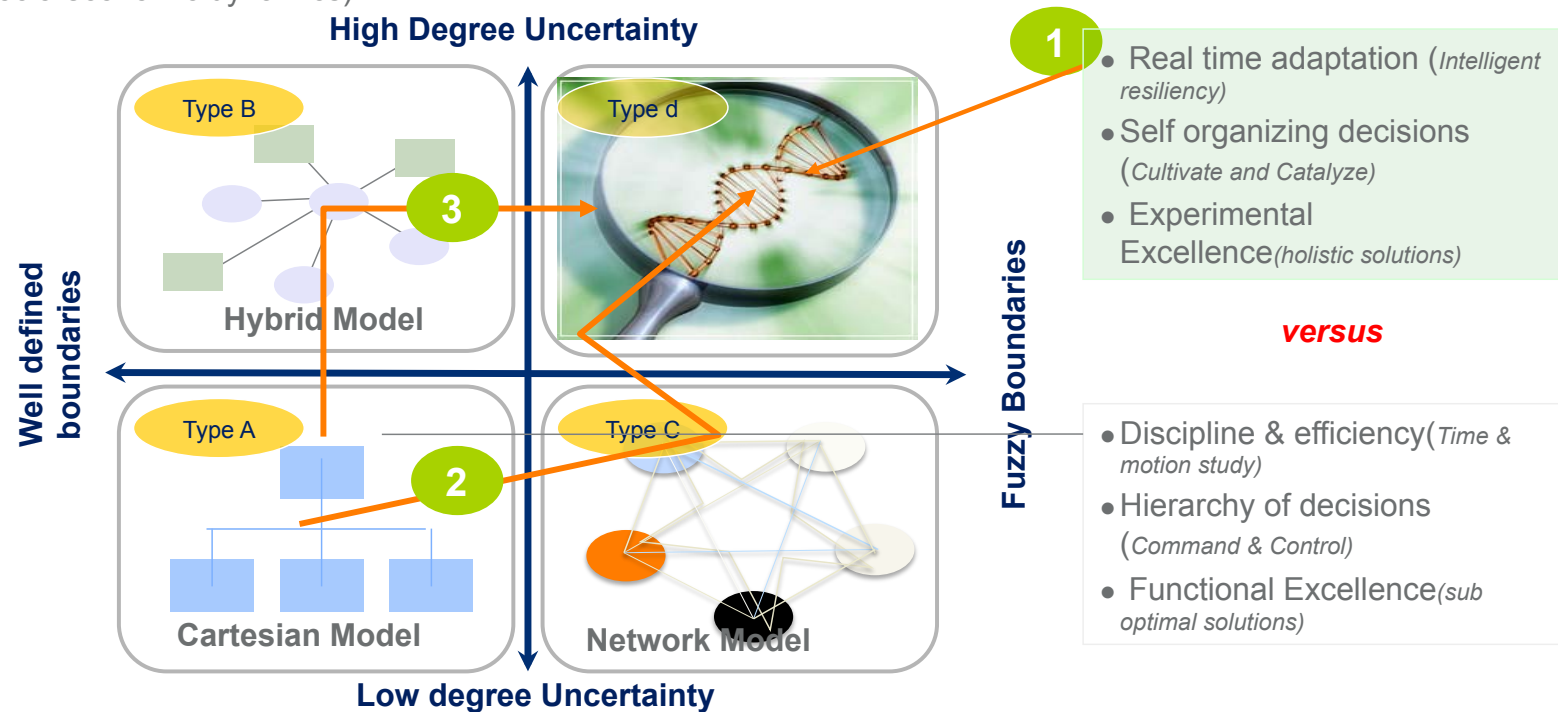 High Degree Uncertainty
1
Type B
Type d
3
Hybrid Model
● Real time adaptation (Intelligent
resiliency)
● Self organizing decisions
(Cultivate and Catalyze)
● Experimental
Excellence(holistic solutions)
versus
Well defined
boundaries
Fuzzy Boundaries
Type A
Type C
2
Cartesian Model
Network Model
● Discipline & efficiency(Time &
motion study)
● Hierarchy of decisions
(Command & Control)
● Functional Excellence(sub
optimal solutions)
Low degree Uncertainty